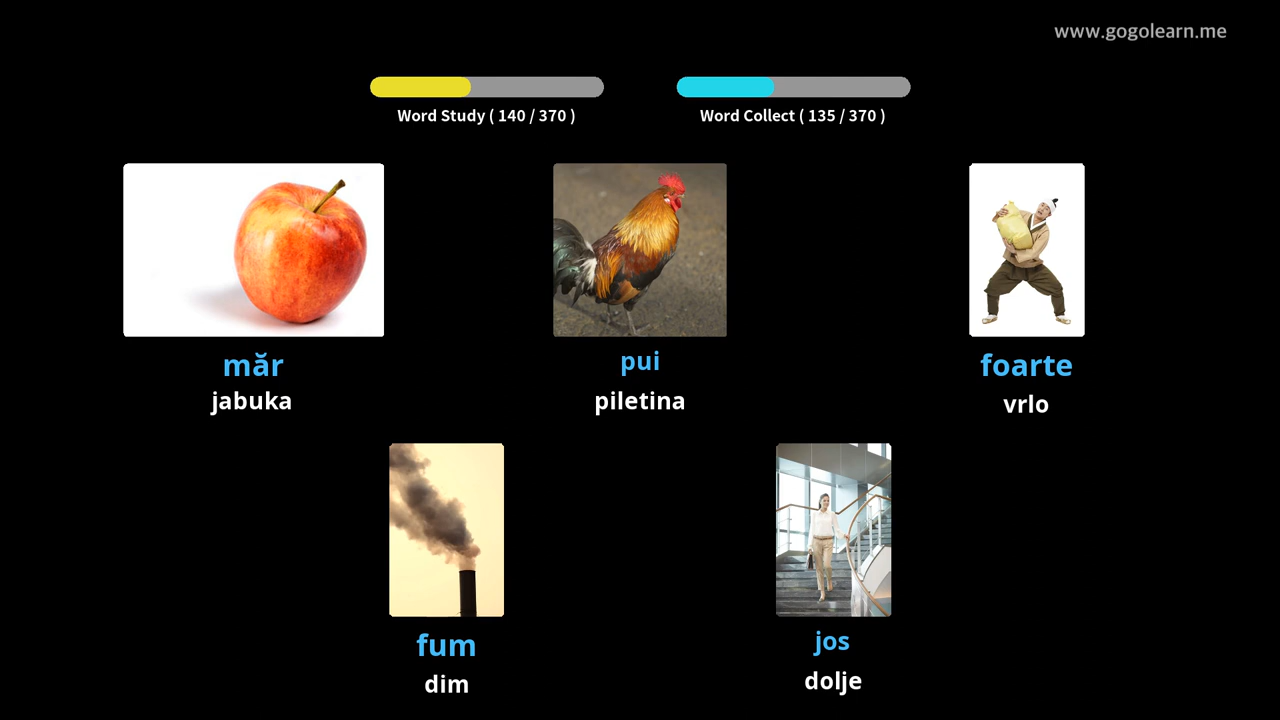 www.gogolearn.me
Word Study ( 140 / 370 )
Word Collect ( 135 / 370 )
măr
jabuka
pui
piletina
foarte
vrlo
fum
dim
jos
dolje